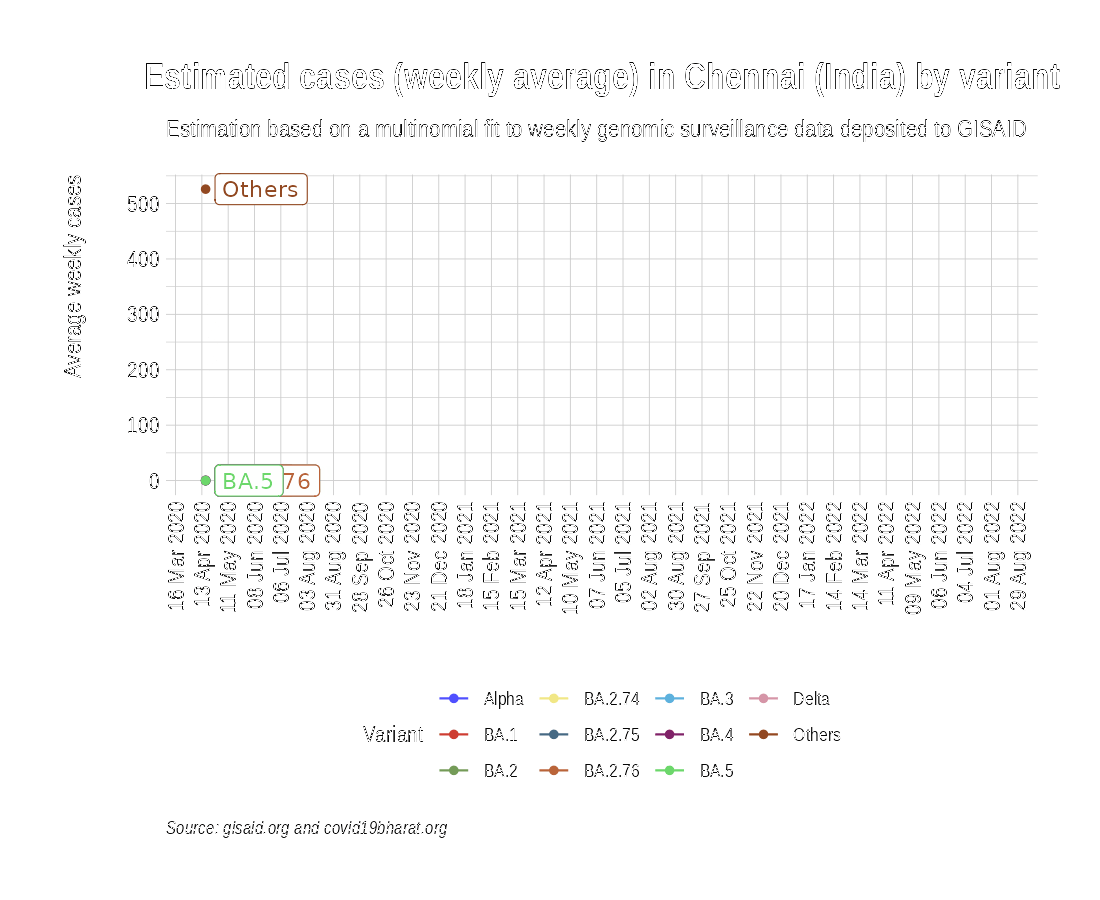 Estimated cases (weekly average) in Chennai (India) by variant
Estimation based on a multinomial fit to weekly genomic surveillance data deposited to GISAID
Average weekly cases
500
400
300
200
100
0
Others
BA.5
76
16 Mar 2020
13 Apr 2020
11 May 2020
08 Jun 2020
06 Jul 2020
03 Aug 2020
31 Aug 2020
28 Sep 2020
26 Oct 2020
23 Nov 2020
21 Dec 2020
18 Jan 2021
15 Feb 2021
15 Mar 2021
12 Apr 2021
10 May 2021
07 Jun 2021
05 Jul 2021
02 Aug 2021
30 Aug 2021
27 Sep 2021
25 Oct 2021
22 Nov 2021
20 Dec 2021
17 Jan 2022
14 Feb 2022
14 Mar 2022
11 Apr 2022
09 May 2022
06 Jun 2022
04 Jul 2022
01 Aug 2022
29 Aug 2022
Variant
Alpha
BA.1
BA.2
BA.2.74
BA.2.75
BA.2.76
BA.3
BA.4
BA.5
Delta
Others
Source: gisaid.org and covid19bharat.org